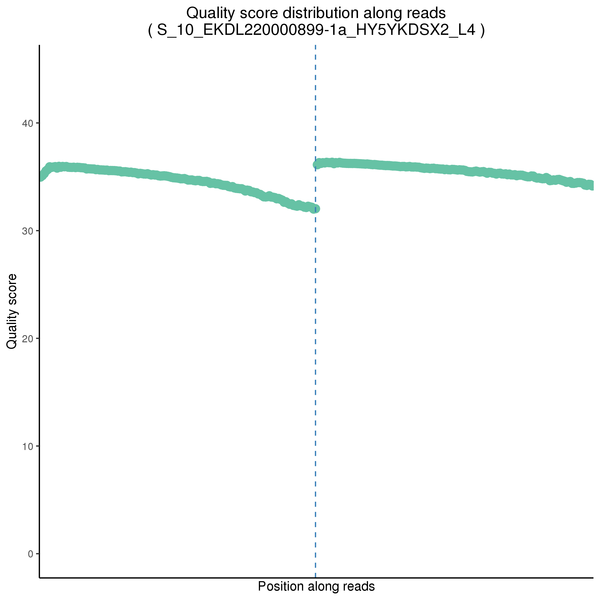 Quality score distribution along reads
( S_10_EKDL220000899-1a_HY5YKDSX2_L4 )
40
30
20
10
0
Quality score
Position along reads